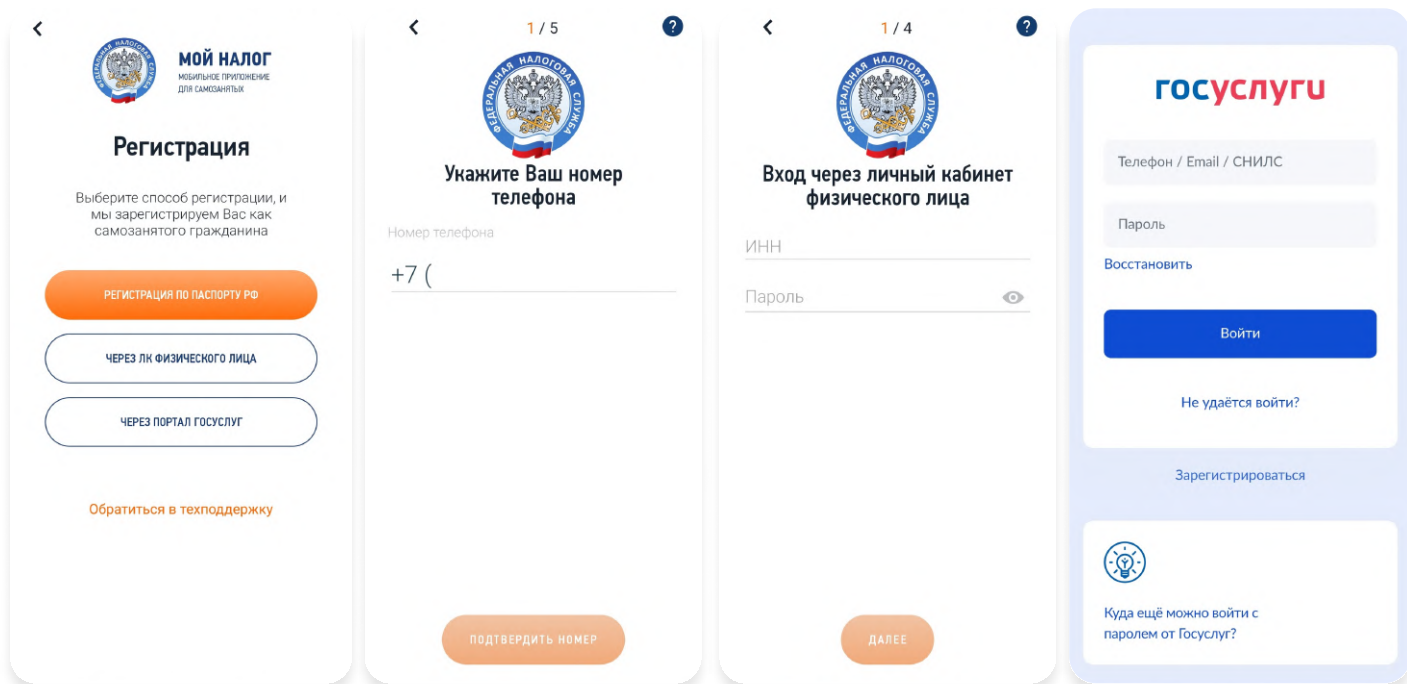 МОЙ НАЛОГ
МОБИЛЬНОЕ ПРИЛОЖЕНИЕ
ДЛЯ САМОЗАНЯТЫХ
ФЕДЕРАЛЬНАЯ НАЛОГОВАЯ СЛУЖБА
Регистрация
Выберите способ регистрации, и
мы зарегистрируем Вас как
самозанятого гражданина
РЕГИСТРАЦИЯ ПО ПАСПОРТУ РФ
ЧЕРЕЗ ЛК ФИЗИЧЕСКОГО ЛИЦА
ЧЕРЕЗ ПОРТАЛ ГОСУСЛУГ
Обратиться в техподдержку
1 / 5
?
ФЕДЕРАЛЬНАЯ НАЛОГОВАЯ СЛУЖБА
Укажите Ваш номер
телефона
Номер телефона
+7 (
ПОДТВЕРДИТЬ НОМЕР
1 / 4
?
ФЕДЕРАЛЬНАЯ НАЛОГОВАЯ СЛУЖБА
Вход через личный кабинет
физического лица
ИНН
Пароль
ДАЛЕЕ
госуслуги
Телефон / Email / СНИЛС
Пароль
Восстановить
Войти
Не удаётся войти?
Зарегистрироваться
Куда ещё можно войти с
паролем от Госуслуг?